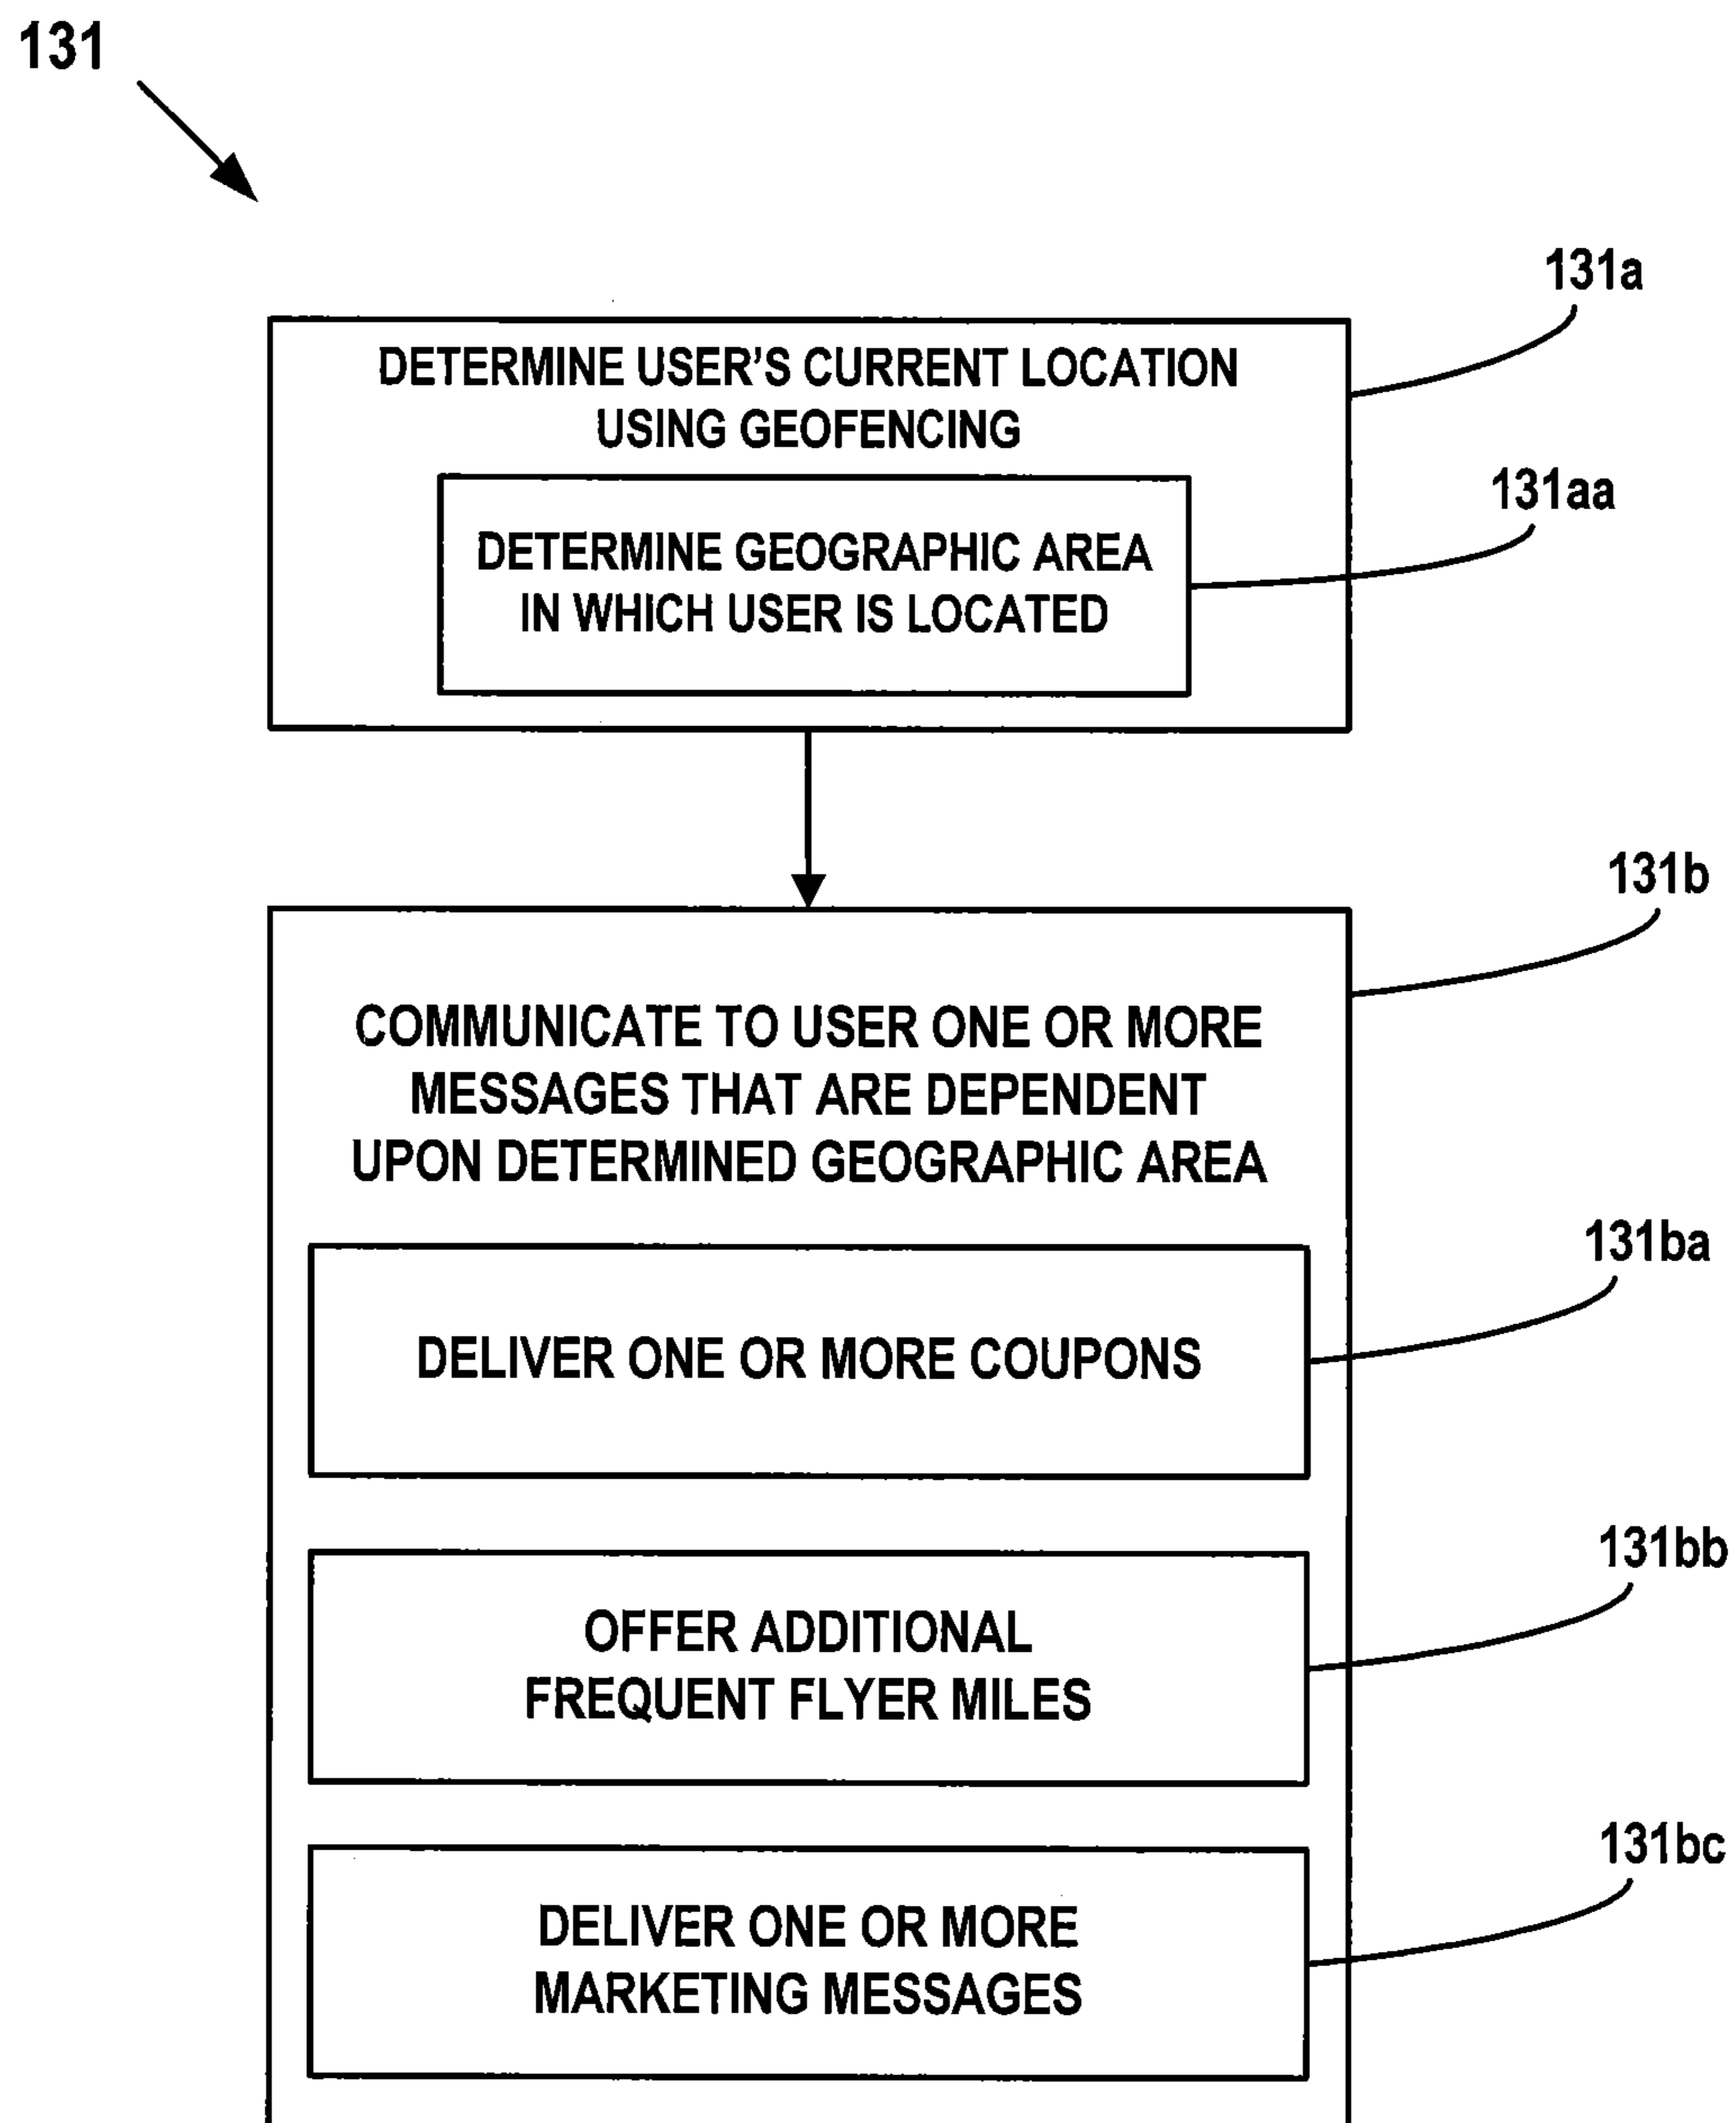 131
131a
DETERMINE USER'S CURRENT LOCATION
USING GEOFENCING
131aa
DETERMINE GEOGRAPHIC AREA
IN WHICH USER IS LOCATED
131b
COMMUNICATE TO USER ONE OR MORE
MESSAGES THAT ARE DEPENDENT
UPON DETERMINED GEOGRAPHIC AREA
131ba
DELIVER ONE OR MORE COUPONS
131bb
OFFER ADDITIONAL
FREQUENT FLYER MILES
131bc
DELIVER ONE OR MORE
MARKETING MESSAGES